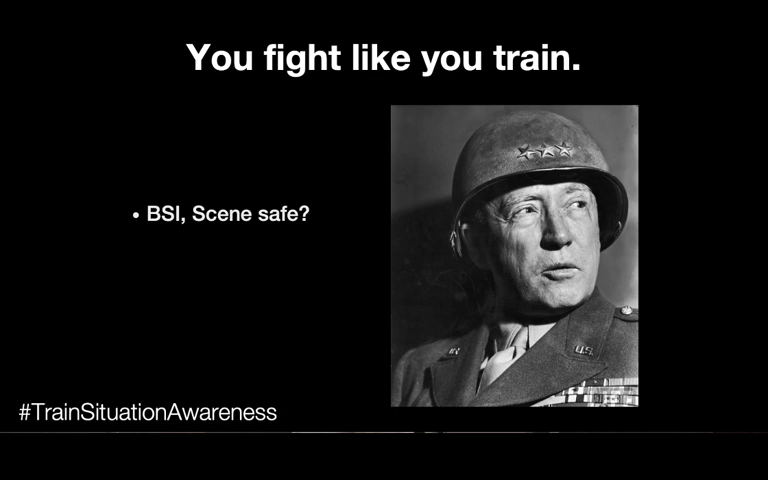 You fight like you train.
• BSI, Scene safe?
U.S.
#TrainSituationAwareness